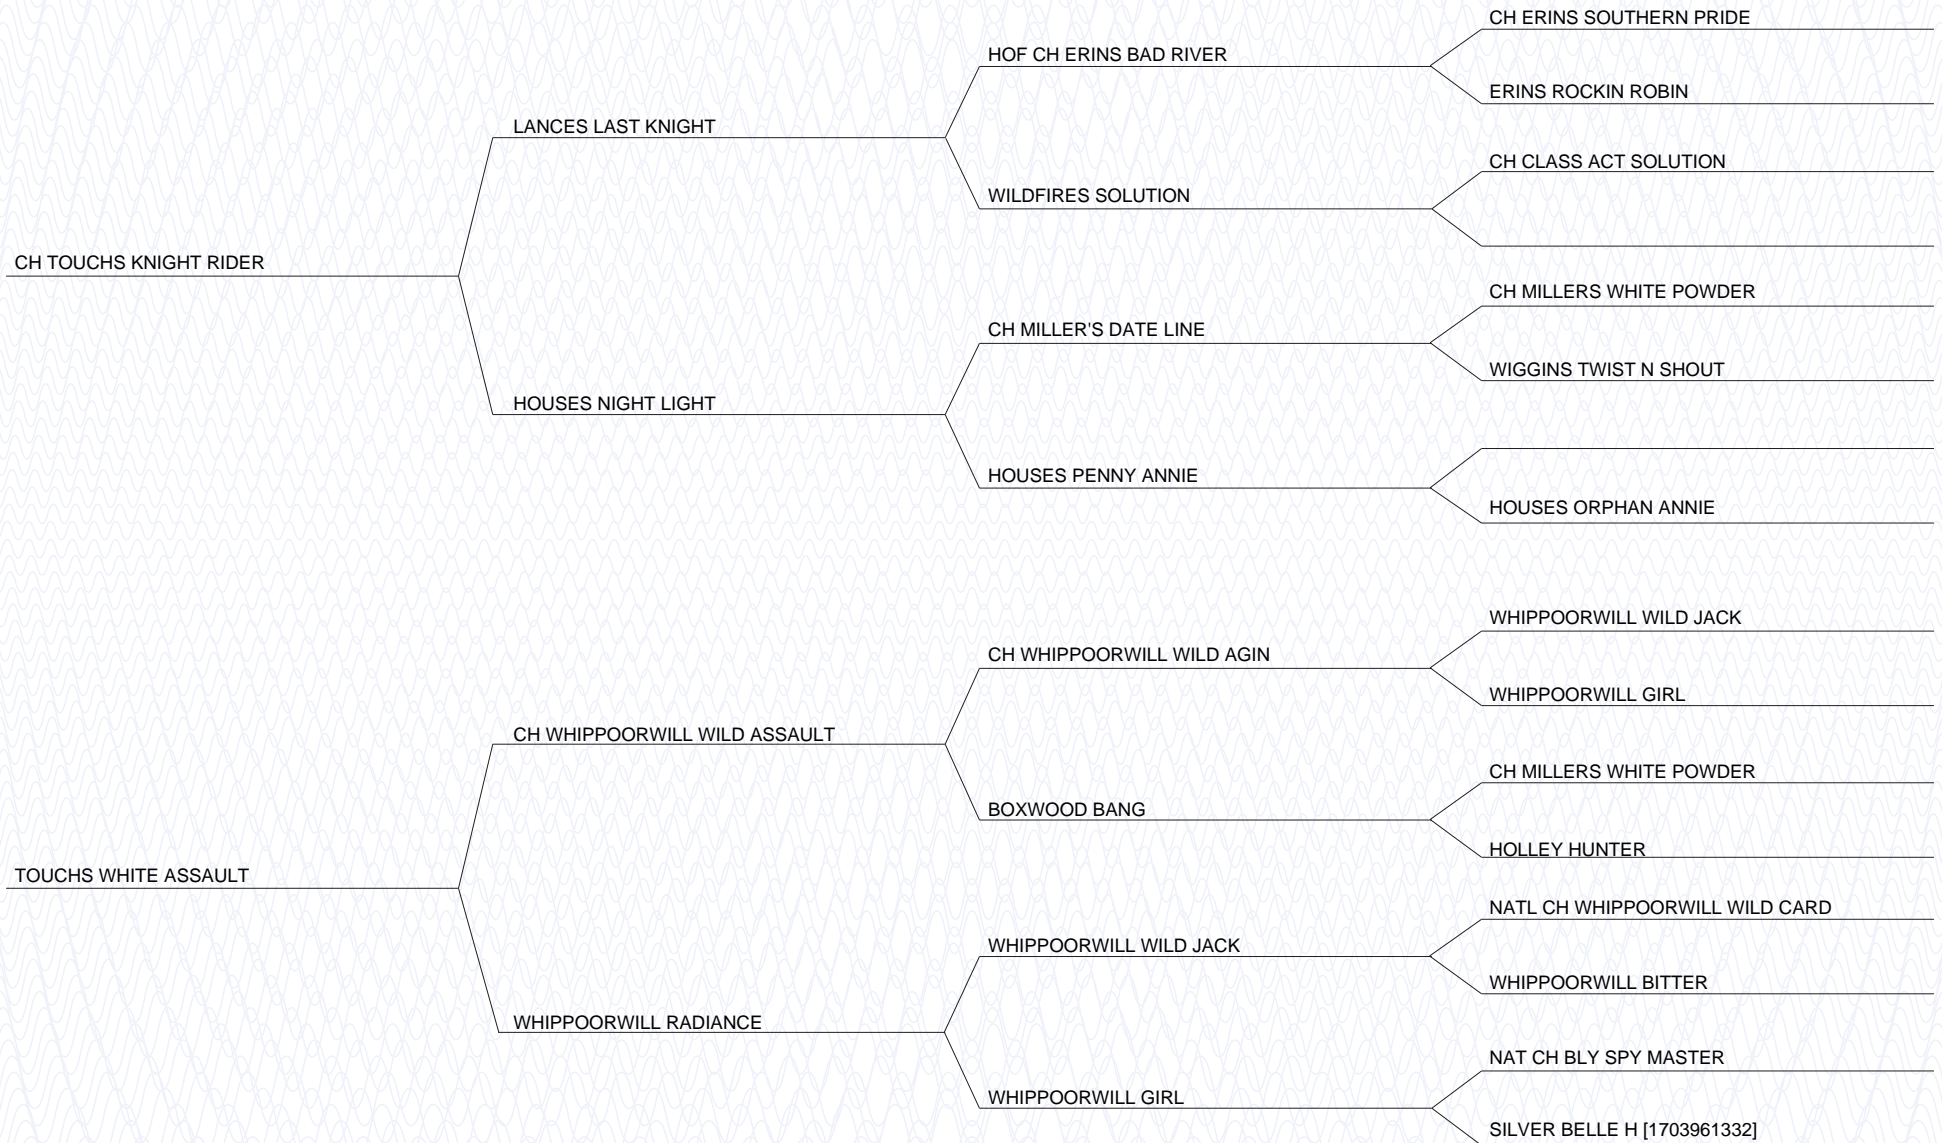 CH ERINS SOUTHERN PRIDE
HOF CH ERINS BAD RIVER
ERINS ROCKIN ROBIN
LANCES LAST KNIGHT
CH CLASS ACT SOLUTION
WILDFIRES SOLUTION
CH TOUCHS KNIGHT RIDER
CH MILLERS WHITE POWDER
CH MILLER'S DATE LINE
WIGGINS TWIST N SHOUT
HOUSES NIGHT LIGHT
HOUSES PENNY ANNIE
HOUSES ORPHAN ANNIE
WHIPPOORWILL WILD JACK
CH WHIPPOORWILL WILD AGIN
WHIPPOORWILL GIRL
CH WHIPPOORWILL WILD ASSAULT
CH MILLERS WHITE POWDER
BOXWOOD BANG
HOLLEY HUNTER
TOUCHS WHITE ASSAULT
NATL CH WHIPPOORWILL WILD CARD
WHIPPOORWILL WILD JACK
WHIPPOORWILL BITTER
WHIPPOORWILL RADIANCE
NAT CH BLY SPY MASTER
WHIPPOORWILL GIRL
SILVER BELLE H [1703961332]